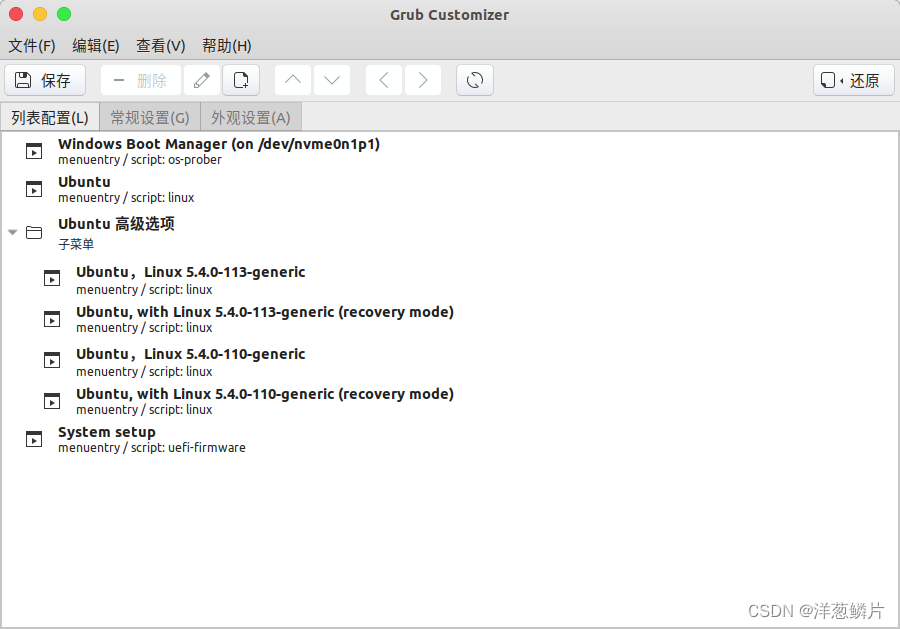 Grub Customizer
文件(F) 编辑(E) 查看(V) 帮助(H)
保存 删除 还原
列表配置(L) 常规设置(G) 外观设置(A)
Windows Boot Manager (on /dev/nvme0n1p1)
menuentry / script: os-prober
Ubuntu
menuentry / script: linux
Ubuntu 高级选项
子菜单
Ubuntu，Linux 5.4.0-113-generic
menuentry / script: linux
Ubuntu, with Linux 5.4.0-113-generic (recovery mode)
menuentry / script: linux
Ubuntu，Linux 5.4.0-110-generic
menuentry / script: linux
Ubuntu, with Linux 5.4.0-110-generic (recovery mode)
menuentry / script: linux
System setup
menuentry / script: uefi-firmware
CSDN @洋葱鳞片